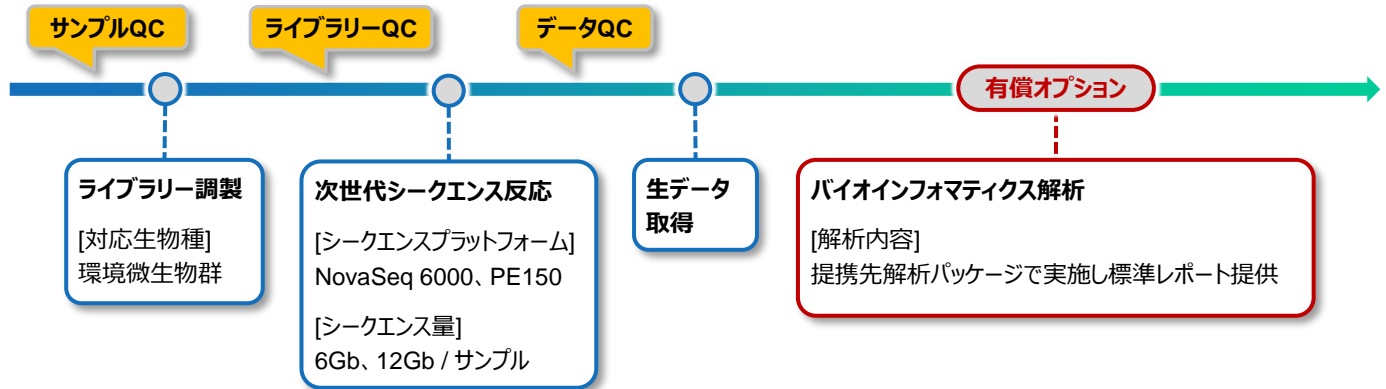 サンプルQC
ライブラリーQC
データQC
有償オプション
ライブラリー調製
[対応生物種]
環境微生物群
次世代シークエンス反応
[シークエンスプラットフォーム]
NovaSeq 6000、PE150
[シークエンス量]
6Gb、12Gb / サンプル
生データ
取得
バイオインフォマティクス解析
[解析内容]
提携先解析パッケージで実施し標準レポート提供